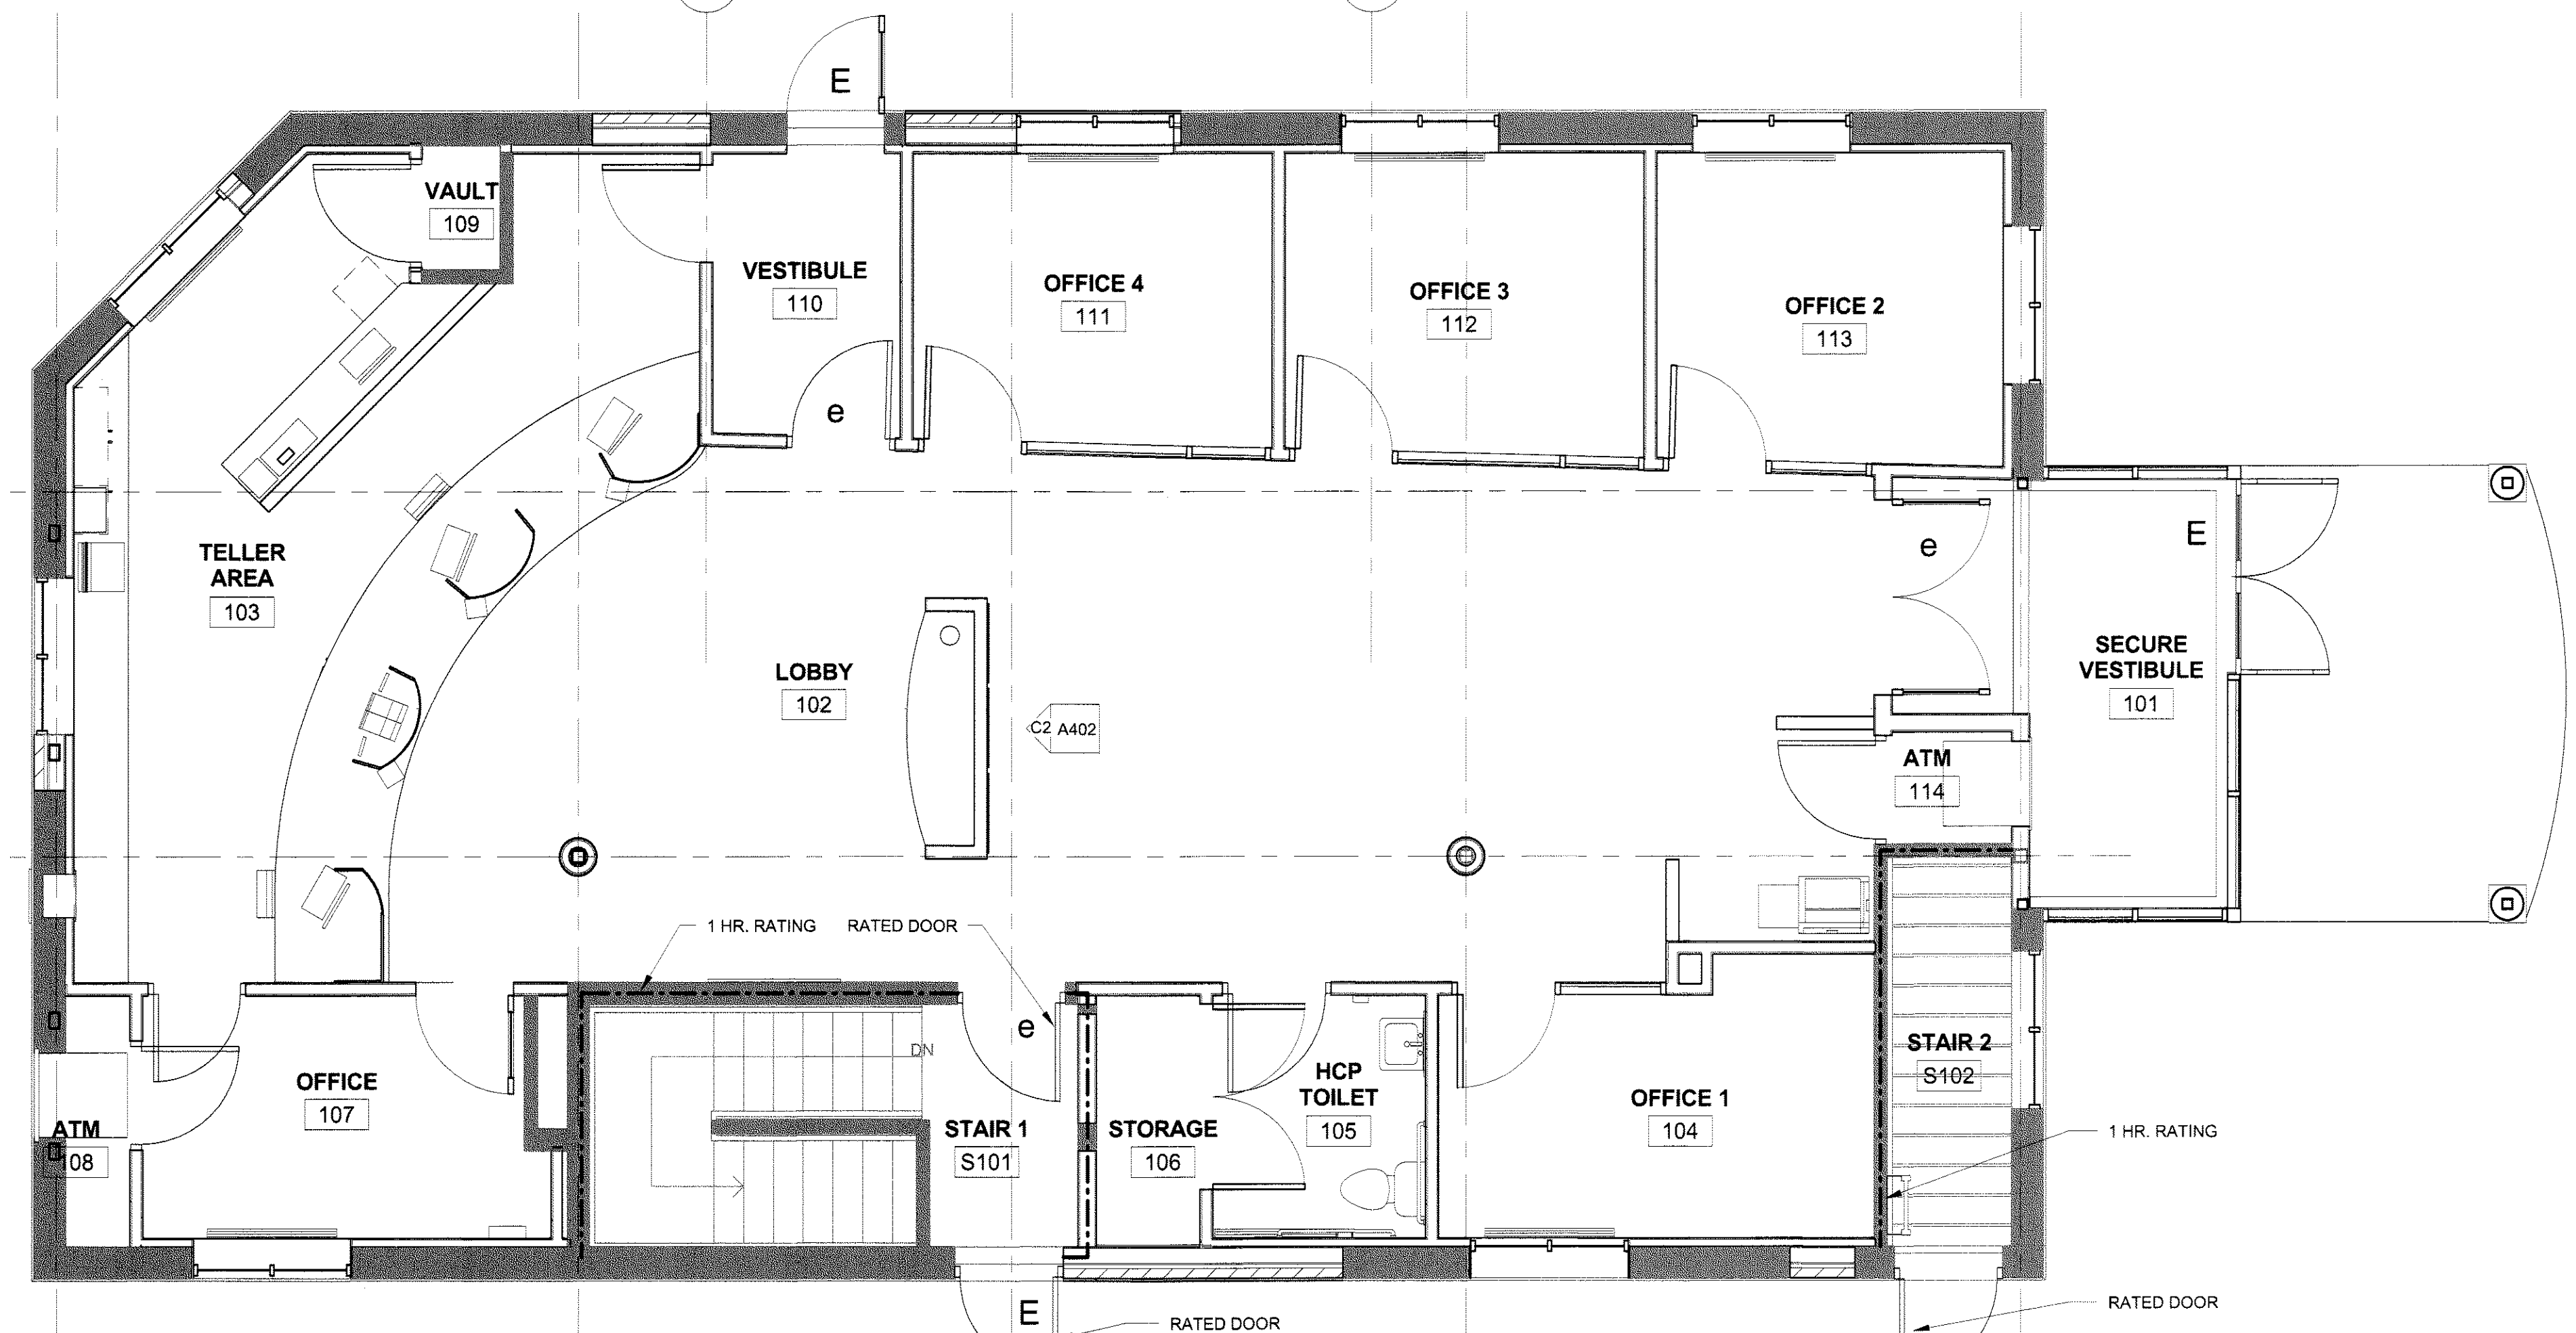 E
VAULT
109
VESTIBULE
110
OFFICE 4
111
OFFICE 3
112
OFFICE 2
113
e
E
e
TELLER
AREA
103
LOBBY
102
C2 A402
SECURE
VESTIBULE
101
ATM
114
1 HR. RATING
RATED DOOR
e
DN
OFFICE
107
ATM
108
STAIR 1
S101
STORAGE
106
HCP
TOILET
105
OFFICE 1
104
STAIR 2
S102
1 HR. RATING
E
RATED DOOR
RATED DOOR